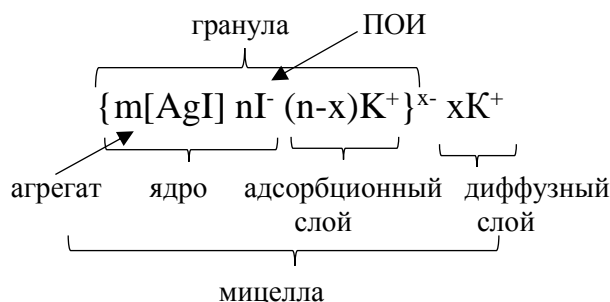 гранула ПОИ
{m[AgI] nI⁻ (n-x)K⁺}ˣ⁻ xK⁺
агрегат ядро адсорбционный диффузный
слой слой
мицелла